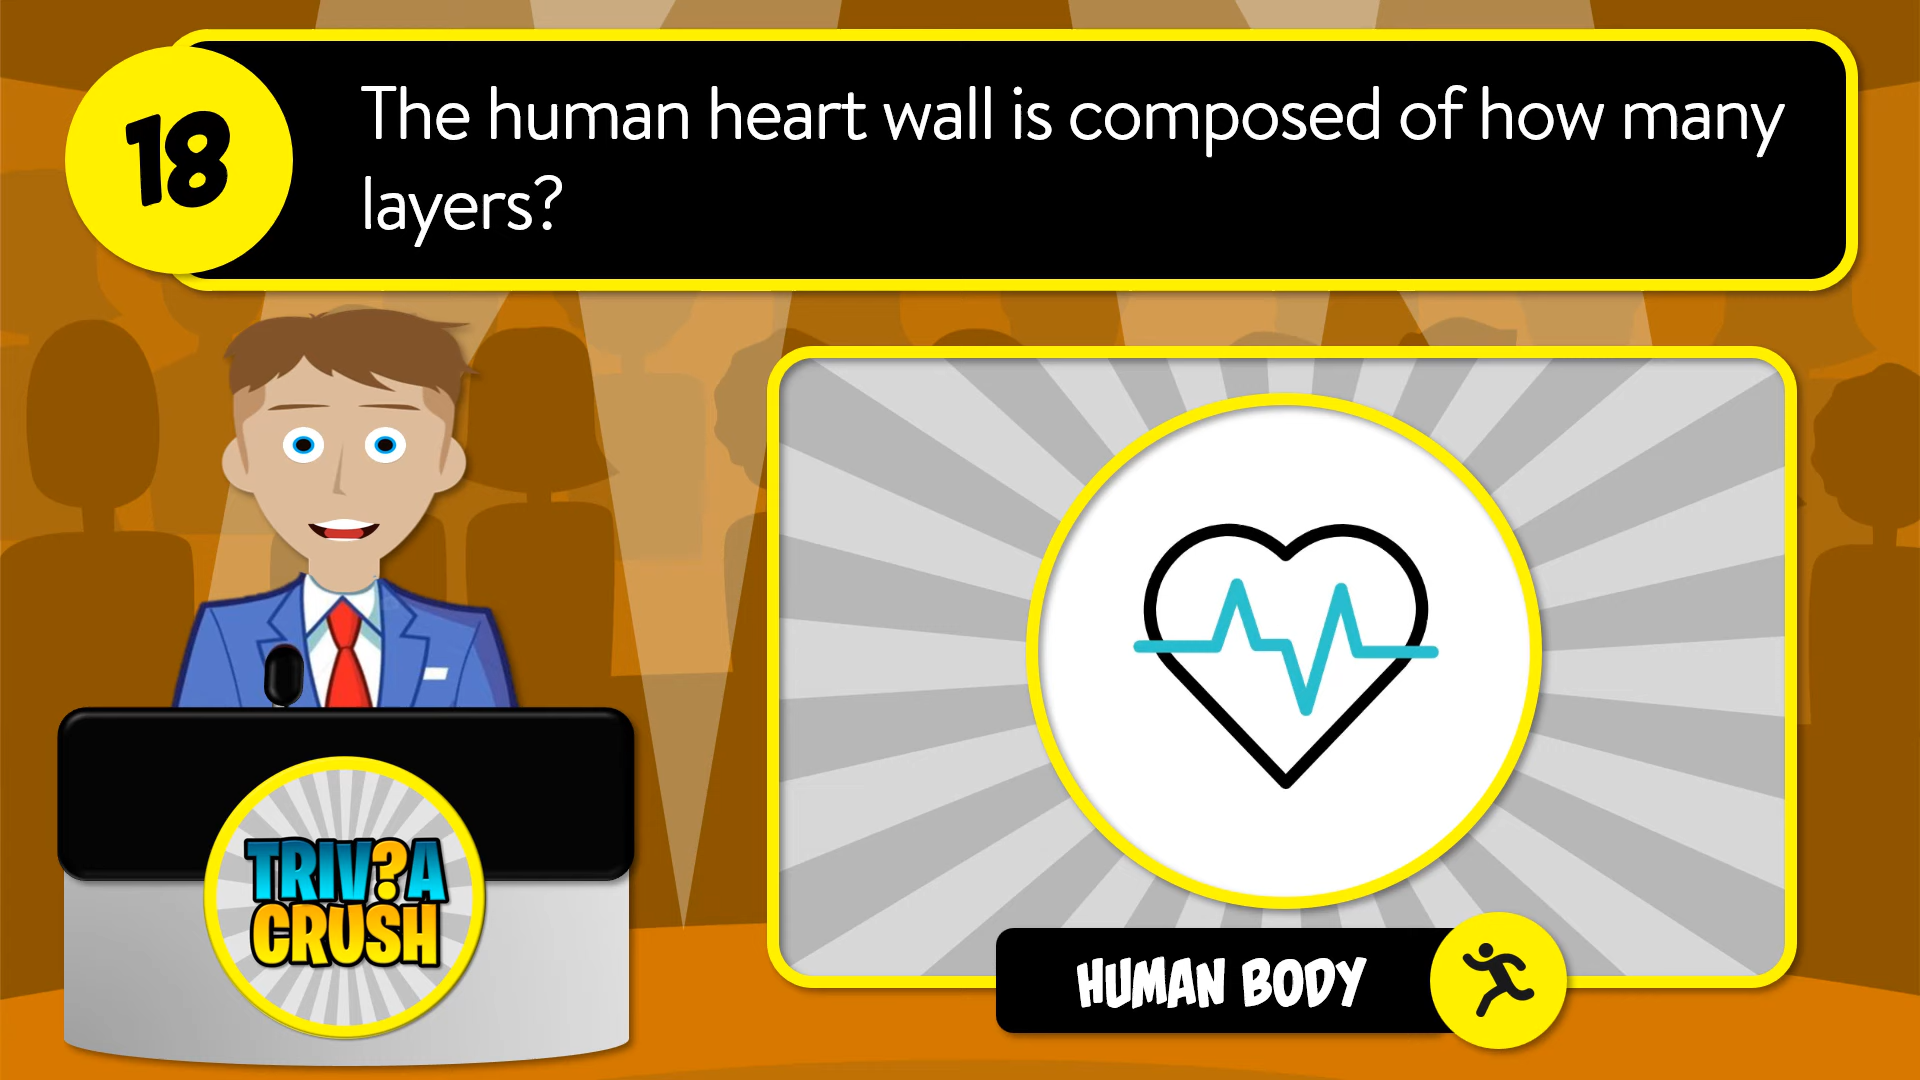 18
The human heart wall is composed of how many
layers?
TRIV?A
CRUSH
HUMAN BODY